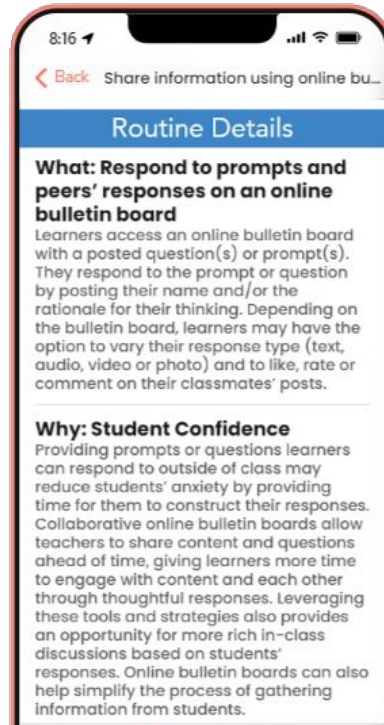 8:16
Back Share information using online bu...
Routine Details
What: Respond to prompts and
peers' responses on an online
bulletin board
Learners access an online bulletin board
with a posted question(s) or prompt(s).
They respond to the prompt or question
by posting their name and/or the
rationale for their thinking. Depending on
the bulletin board, learners may have the
option to vary their response type (text,
audio, video or photo) and to like, rate or
comment on their classmates' posts.
Why: Student Confidence
Providing prompts or questions learners
can respond to outside of class may
reduce students' anxiety by providing
time for them to construct their responses.
Collaborative online bulletin boards allow
teachers to share content and questions
ahead of time, giving learners more time
to engage with content and each other
through thoughtful responses. Leveraging
these tools and strategies also provides
an opportunity for more rich in-class
discussions based on students'
responses. Online bulletin boards can also
help simplify the process of gathering
information from students.